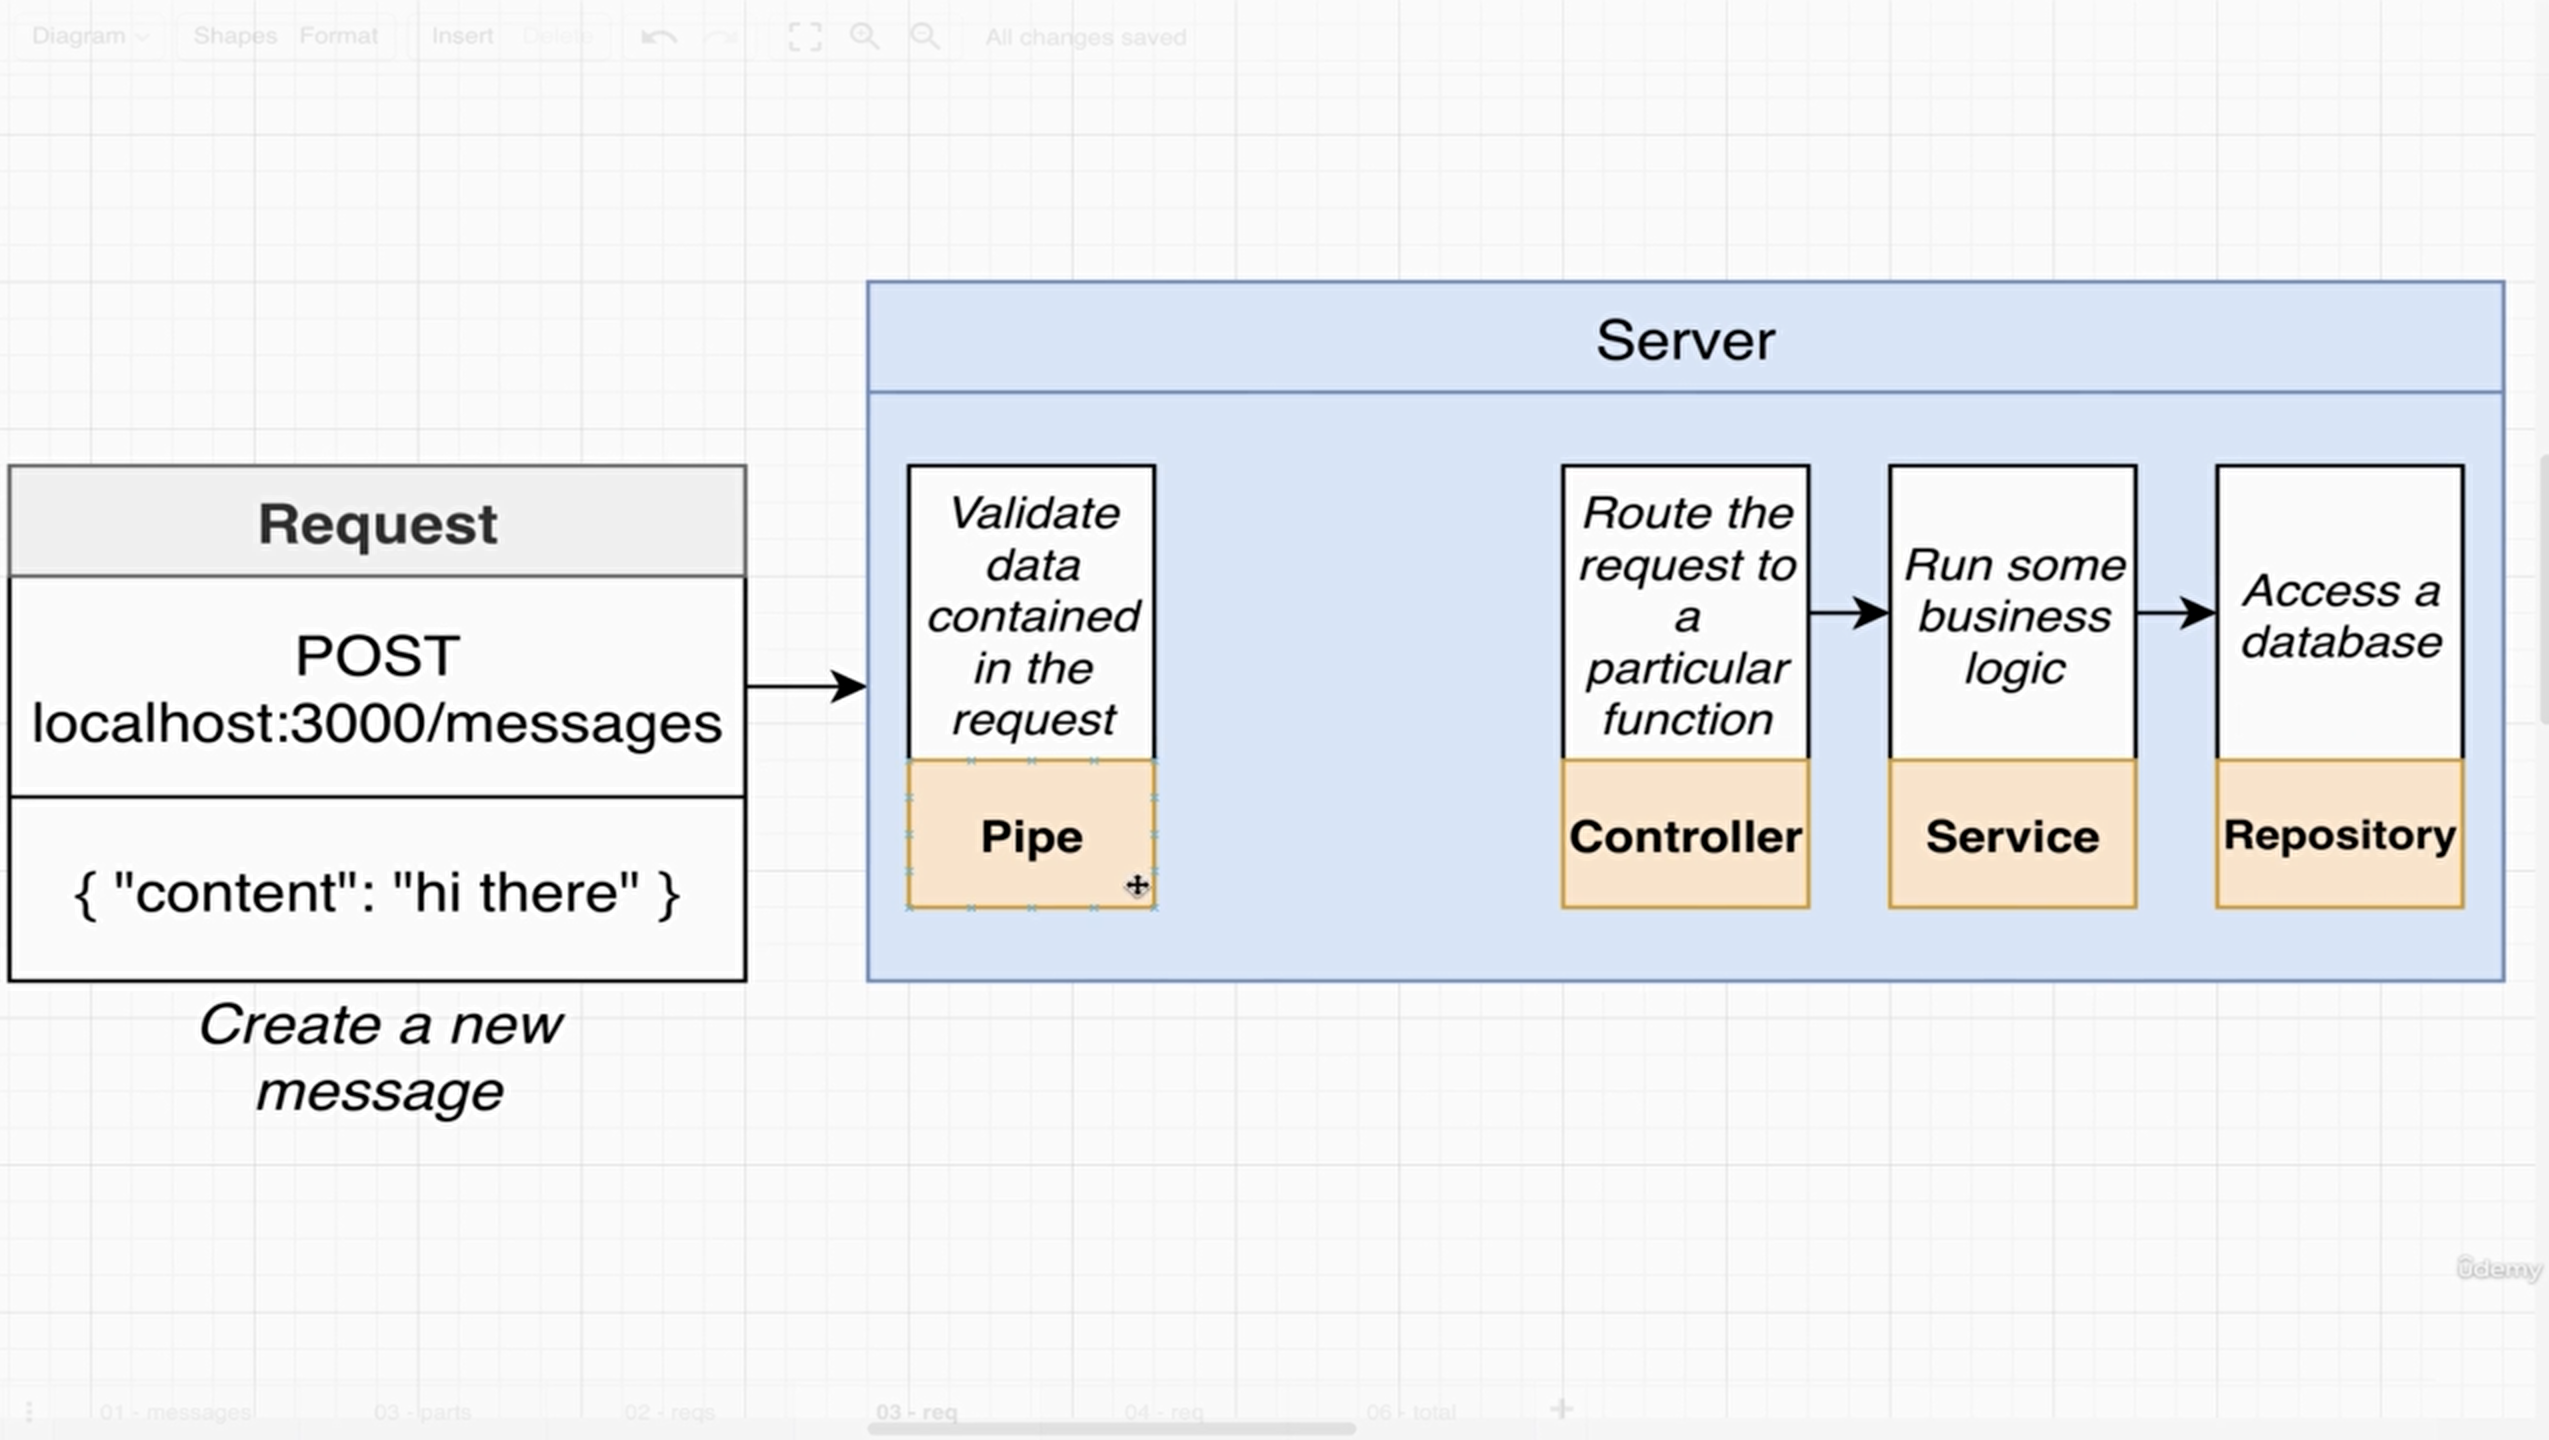 Diagram
Shapes
Format
Insert
Delete
All changes saved
Server
Request
POST
localhost:3000/messages
{ "content": "hi there" }
Create a new
message
Validate
data
contained
in the
request
Pipe
Route the
request to
a
particular
function
Controller
Run some
business
logic
Service
Access a
database
Repository
ûdemy
01 - messages
03 - parts
02 - reqs
03 - req
04 - req
06 - total